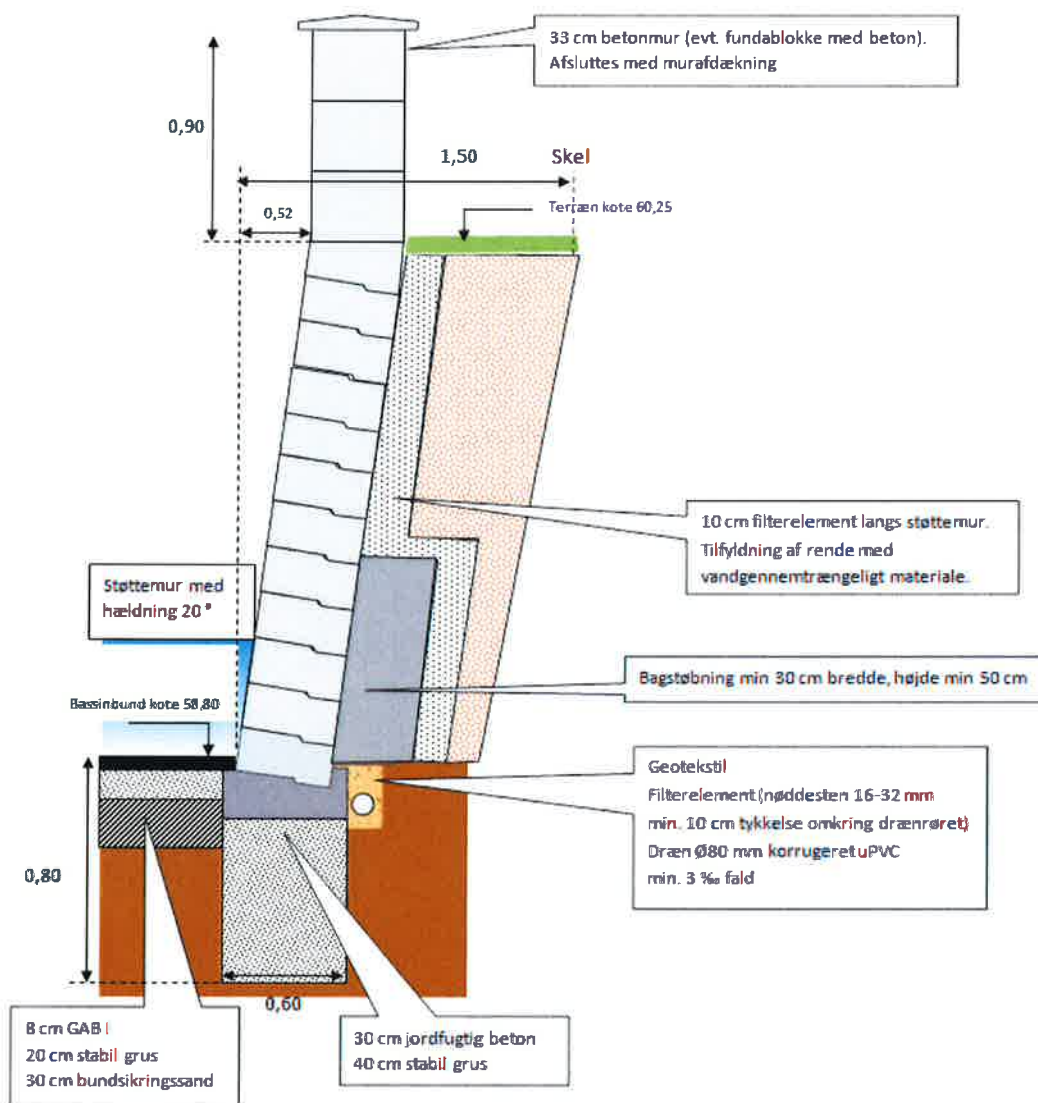 33 cm betonmur (evt. fundablokke med beton).
Afsluttes med murafdækning
0,90
1,50
Skel
0,52
Terræn kote 60,25
10 cm filterelement langs støttemur.
Tilfyldning af rende med
vandgennemtrængeligt materiale.
Støttemur med
hældning 20 °
Bagstøbning min 30 cm bredde, højde min 50 cm
Bassinbund kote 58,80
Geotekstil
Filterelement (nøddesten 16-32 mm
min. 10 cm tykkelse omkring drænrøret)
Dræn Ø80 mm korrugeret uPVC
min. 3 ‰ fald
0,80
0,60
8 cm GAB I
20 cm stabil grus
30 cm bundsikringssand
30 cm jordfugtig beton
40 cm stabil grus